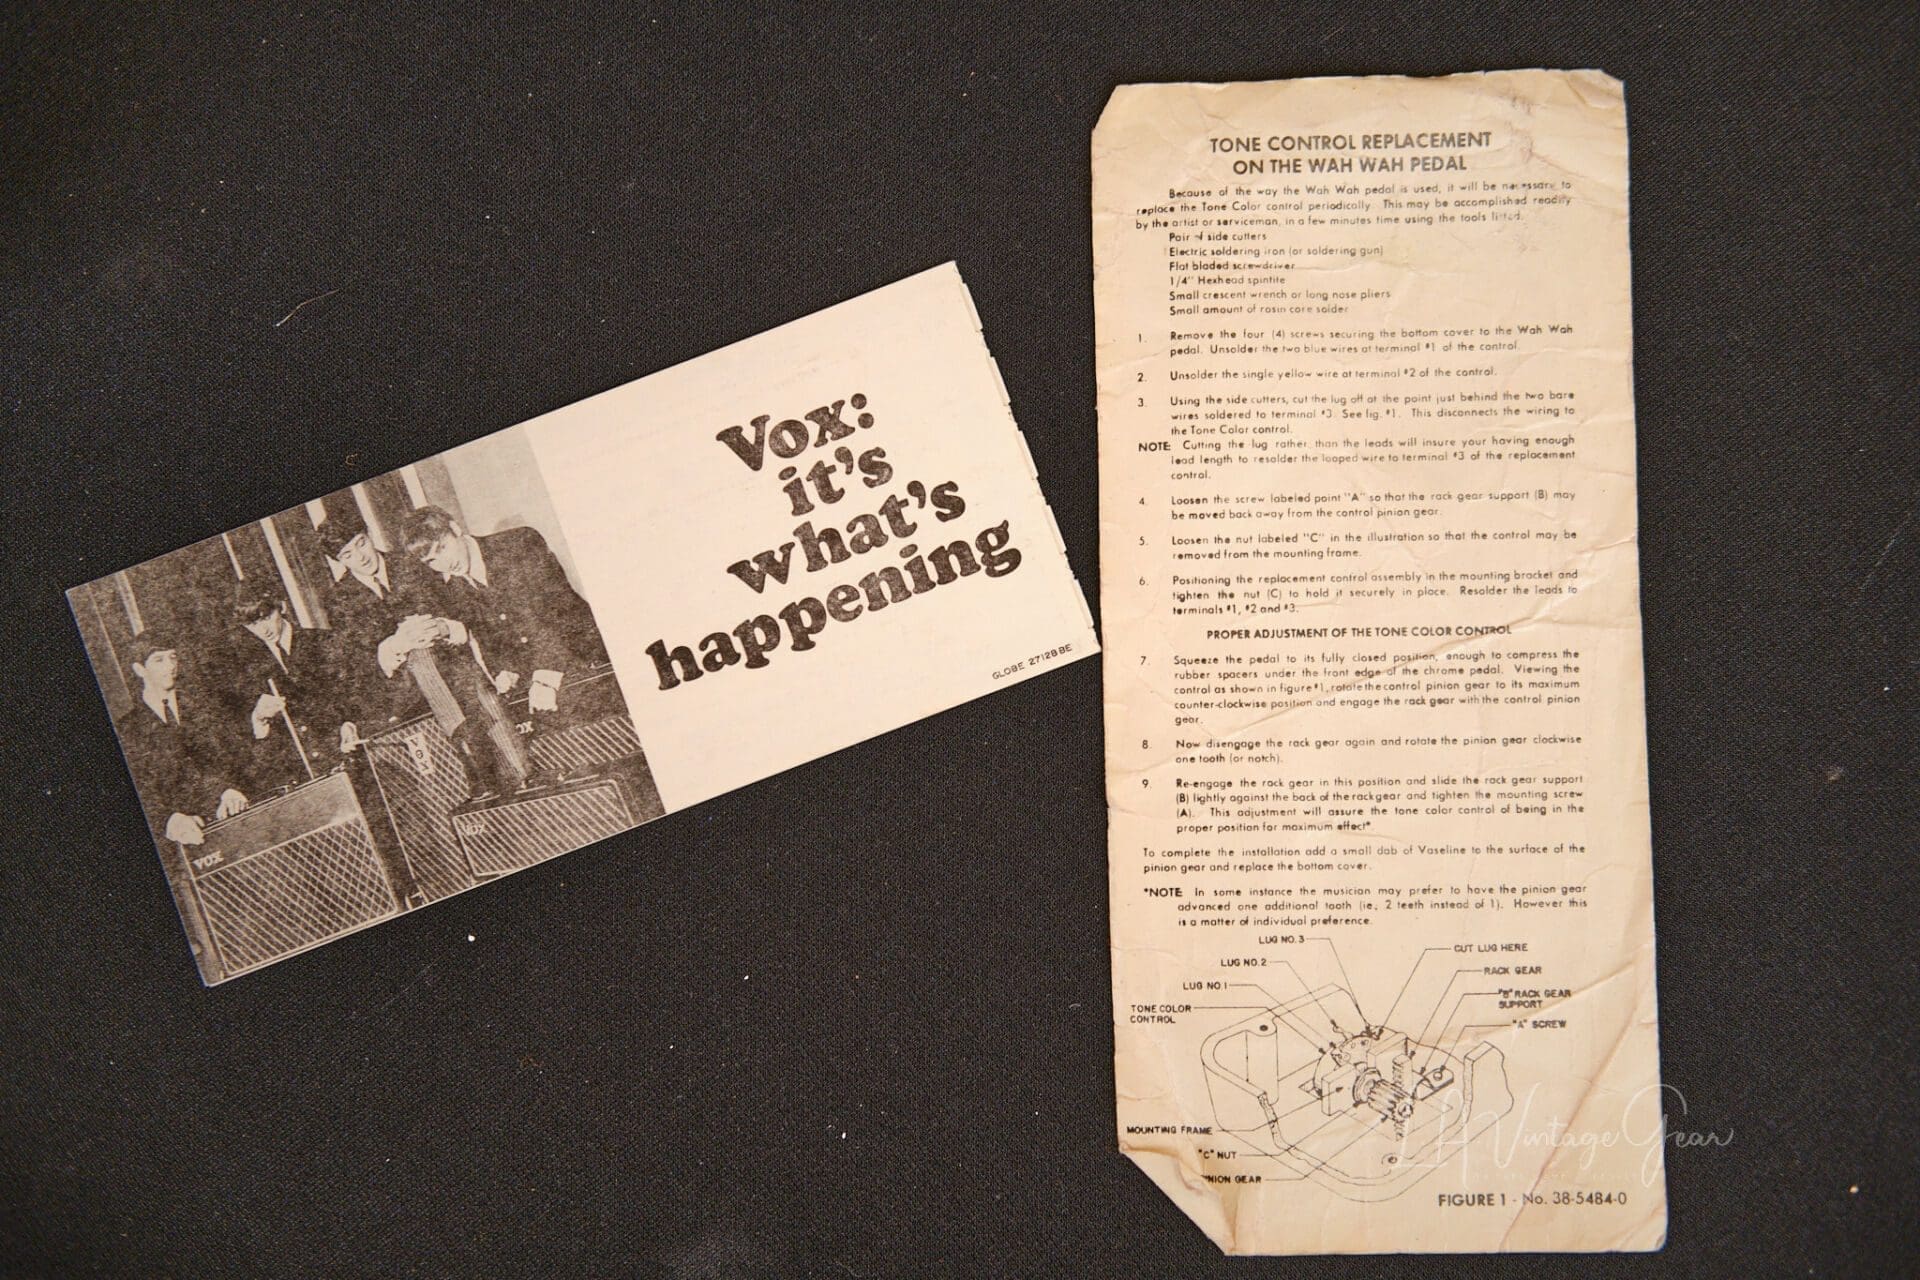 Vox:
it's
what's
happening
GLOBE 27128BE
VOX
VOX
TONE CONTROL REPLACEMENT
ON THE WAH WAH PEDAL
Because of the way the Wah Wah pedal is used, it will be necessary to
replace the Tone Color control periodically. This may be accomplished readily
by the artist or serviceman, in a few minutes time using the tools listed.
Pair of side cutters
Electric soldering iron (or soldering gun)
Flat bladed screwdriver
1/4" Hexhead spintite
Small crescent wrench or long nose pliers
Small amount of rosin core solder
1. Remove the four (4) screws securing the bottom cover to the Wah Wah
pedal. Unsolder the two blue wires at terminal #1 of the control.
2. Unsolder the single yellow wire at terminal #2 of the control.
3. Using the side cutters, cut the lug off at the point just behind the two bare
wires soldered to terminal #3. See fig. #1. This disconnects the wiring to
the Tone Color control.
NOTE: Cutting the lug rather than the leads will insure your having enough
lead length to resolder the looped wire to terminal #3 of the replacement
control.
4. Loosen the screw labeled point "A" so that the rack gear support (B) may
be moved back away from the control pinion gear.
5. Loosen the nut labeled "C" in the illustration so that the control may be
removed from the mounting frame.
6. Positioning the replacement control assembly in the mounting bracket and
tighten the nut (C) to hold it securely in place. Resolder the leads to
terminals #1, #2 and #3.
PROPER ADJUSTMENT OF THE TONE COLOR CONTROL
7. Squeeze the pedal to its fully closed position, enough to compress the
rubber spacers under the front edge of the chrome pedal. Viewing the
control as shown in figure #1, rotate the control pinion gear to its maximum
counter-clockwise position and engage the rack gear with the control pinion
gear.
8. Now disengage the rack gear again and rotate the pinion gear clockwise
one tooth (or notch).
9. Re-engage the rack gear in this position and slide the rack gear support
(B) lightly against the back of the rack gear and tighten the mounting screw
(A). This adjustment will assure the tone color control of being in the
proper position for maximum effect*.
To complete the installation add a small dab of Vaseline to the surface of the
pinion gear and replace the bottom cover.
*NOTE: In some instance the musician may prefer to have the pinion gear
advanced one additional tooth (ie., 2 teeth instead of 1). However this
is a matter of individual preference.
LUG NO. 3
CUT LUG HERE
LUG NO. 2
RACK GEAR
LUG NO. 1
"B" RACK GEAR
SUPPORT
TONE COLOR
CONTROL
"A" SCREW
MOUNTING FRAME
"C" NUT
PINION GEAR
FIGURE 1 - No. 38-5484-0
LA Vintage Gear